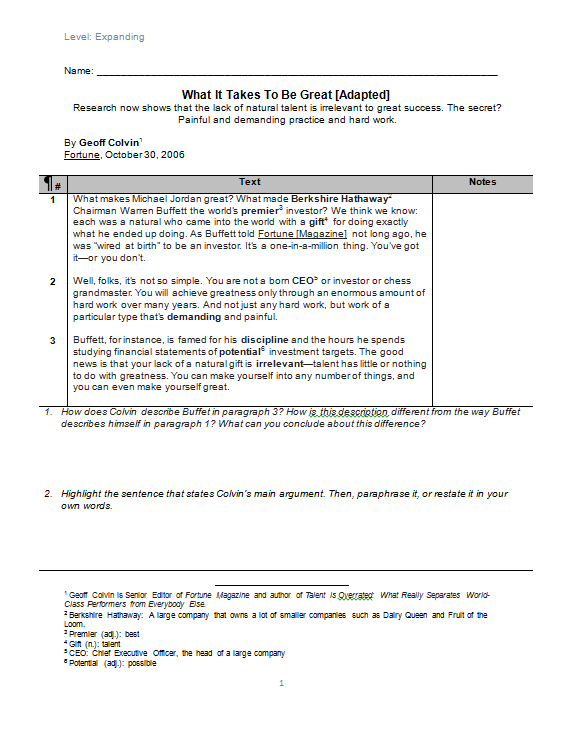 Level: Expanding
Name: ___________________________________________________________________
What It Takes To Be Great [Adapted]
Research now shows that the lack of natural talent is irrelevant to great success. The secret?
Painful and demanding practice and hard work.
By Geoff Colvin1
Fortune, October 30, 2006
¶ # Text Notes
1 What makes Michael Jordan great? What made Berkshire Hathaway2
Chairman Warren Buffett the world's premier3 investor? We think we know:
each was a natural who came into the world with a gift4 for doing exactly
what he ended up doing. As Buffett told Fortune [Magazine] not long ago, he
was "wired at birth" to be an investor. It's a one-in-a-million thing. You've got
it—or you don't.
2 Well, folks, it's not so simple. You are not a born CEO5 or investor or chess
grandmaster. You will achieve greatness only through an enormous amount of
hard work over many years. And not just any hard work, but work of a
particular type that's demanding and painful.
3 Buffett, for instance, is famed for his discipline and the hours he spends
studying financial statements of potential6 investment targets. The good
news is that your lack of a natural gift is irrelevant—talent has little or nothing
to do with greatness. You can make yourself into any number of things, and
you can even make yourself great.
1. How does Colvin describe Buffet in paragraph 3? How is this description different from the way Buffet
describes himself in paragraph 1? What can you conclude about this difference?
2. Highlight the sentence that states Colvin's main argument. Then, paraphrase it, or restate it in your
own words.
1 Geoff Colvin is Senior Editor of Fortune Magazine and author of Talent is Overrated: What Really Separates World-
Class Performers from Everybody Else.
2 Berkshire Hathaway: A large company that owns a lot of smaller companies such as Dairy Queen and Fruit of the
Loom.
3 Premier (adj.): best
4 Gift (n.): talent
5 CEO: Chief Executive Officer, the head of a large company
6 Potential (adj.): possible
1